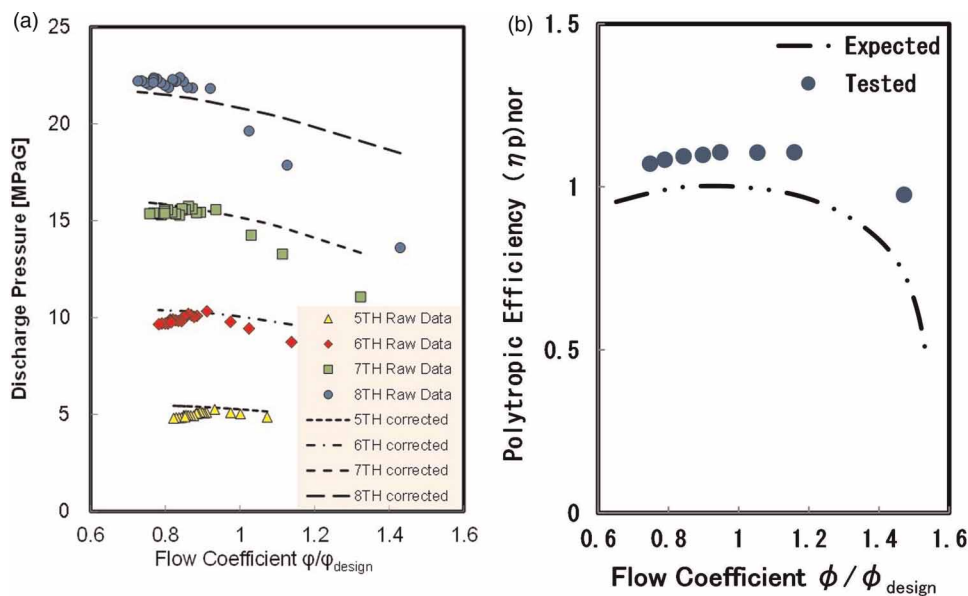 (a)
25
20
15
10
5
0
Discharge Pressure [MPaG]
5TH Raw Data
6TH Raw Data
7TH Raw Data
8TH Raw Data
5TH corrected
6TH corrected
7TH corrected
8TH corrected
0.6 0.8 1 1.2 1.4 1.6
Flow Coefficient φ/φdesign
(b)
1.5
1
0.5
0
Polytropic Efficiency (ηp)nor
Expected
Tested
0.6 0.8 1 1.2 1.4 1.6
Flow Coefficient ϕ/ϕdesign